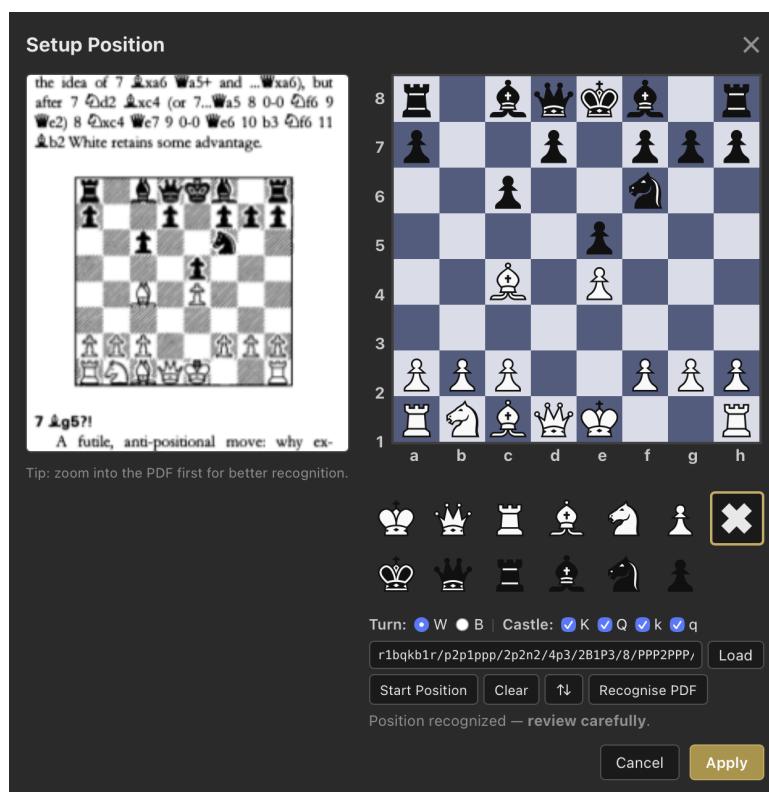 Setup Position
the idea of 7 ♗xa6 ♛a5+ and ...♛xa6), but
after 7 ♘d2 ♗xc4 (or 7...♛a5 8 0-0 ♘f6 9
♛e2) 8 ♘xc4 ♛e7 9 0-0 ♛e6 10 b3 ♘f6 11
♗b2 White retains some advantage.
7 ♗g5?!
A futile, anti-positional move: why ex-
Tip: zoom into the PDF first for better recognition.
8
7
6
5
4
3
2
1
a b c d e f g h
Turn: W B | Castle: K Q k q
r1bqkb1r/p2p1ppp/2p2n2/4p3/2B1P3/8/PPP2PPP/ Load
Start Position Clear ⇅ Recognise PDF
Position recognized — review carefully.
Cancel Apply